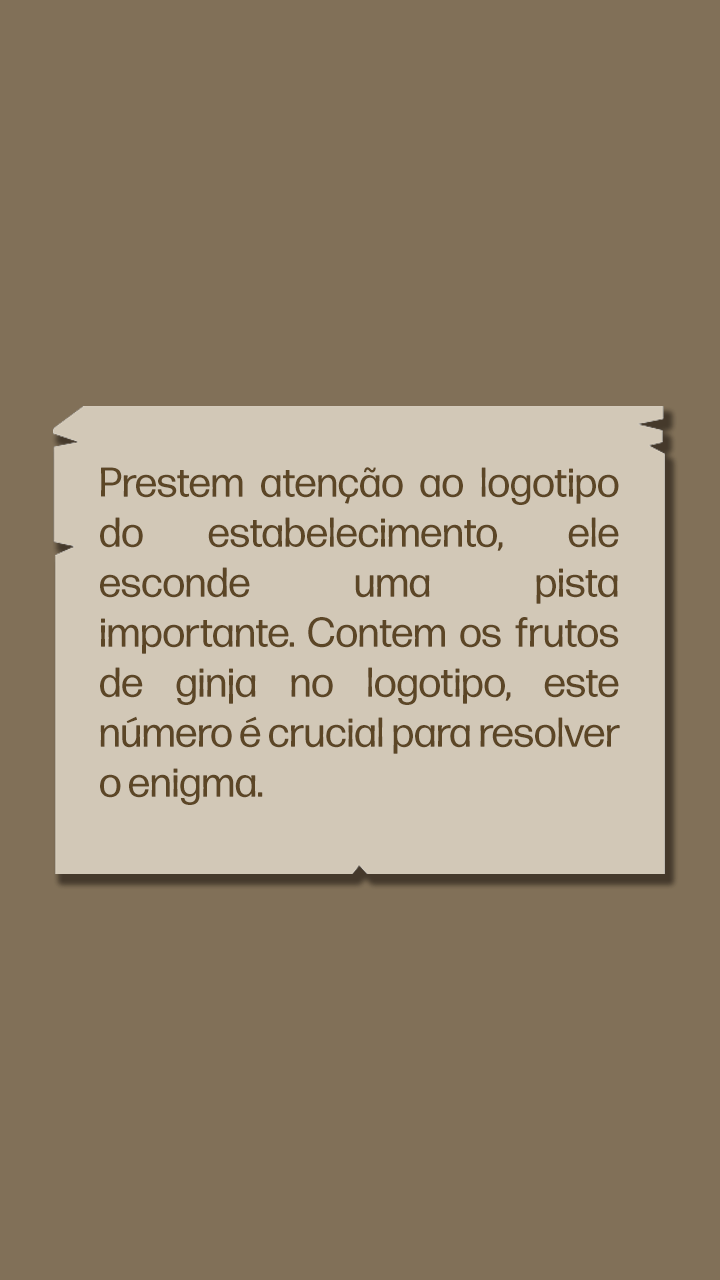 Prestem atenção ao logotipo
do estabelecimento, ele
esconde uma pista
importante. Contem os frutos
de ginja no logotipo, este
número é crucial para resolver
o enigma.